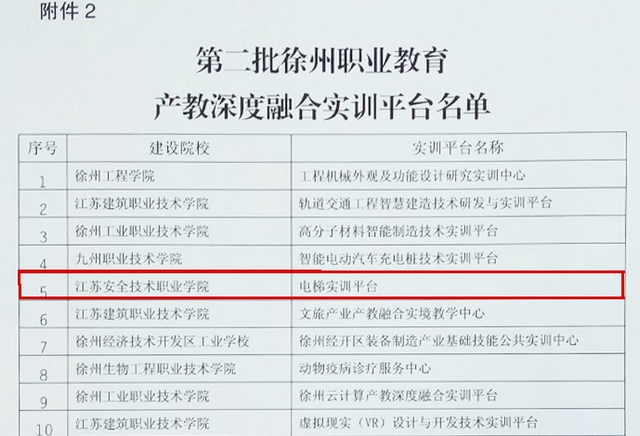 附件2
第二批徐州职业教育
产教深度融合实训平台名单
序号 建设院校 实训平台名称
1 徐州工程学院 工程机械外观及功能设计研究实训中心
2 江苏建筑职业技术学院 轨道交通工程智慧建造技术研发与实训平台
3 徐州工业职业技术学院 高分子材料智能制造技术实训平台
4 九州职业技术学院 智能电动汽车充电桩技术实训平台
5 江苏安全技术职业学院 电梯实训平台
6 江苏建筑职业技术学院 文旅产业产教融合实境教学中心
7 徐州经济技术开发区工业学校 徐州经开区装备制造产业基础技能公共实训中心
8 徐州生物工程职业技术学院 动物疫病诊疗服务中心
9 徐州工业职业技术学院 徐州云计算产教深度融合实训平台
10 江苏建筑职业技术学院 虚拟现实（VR）设计与开发技术实训平台